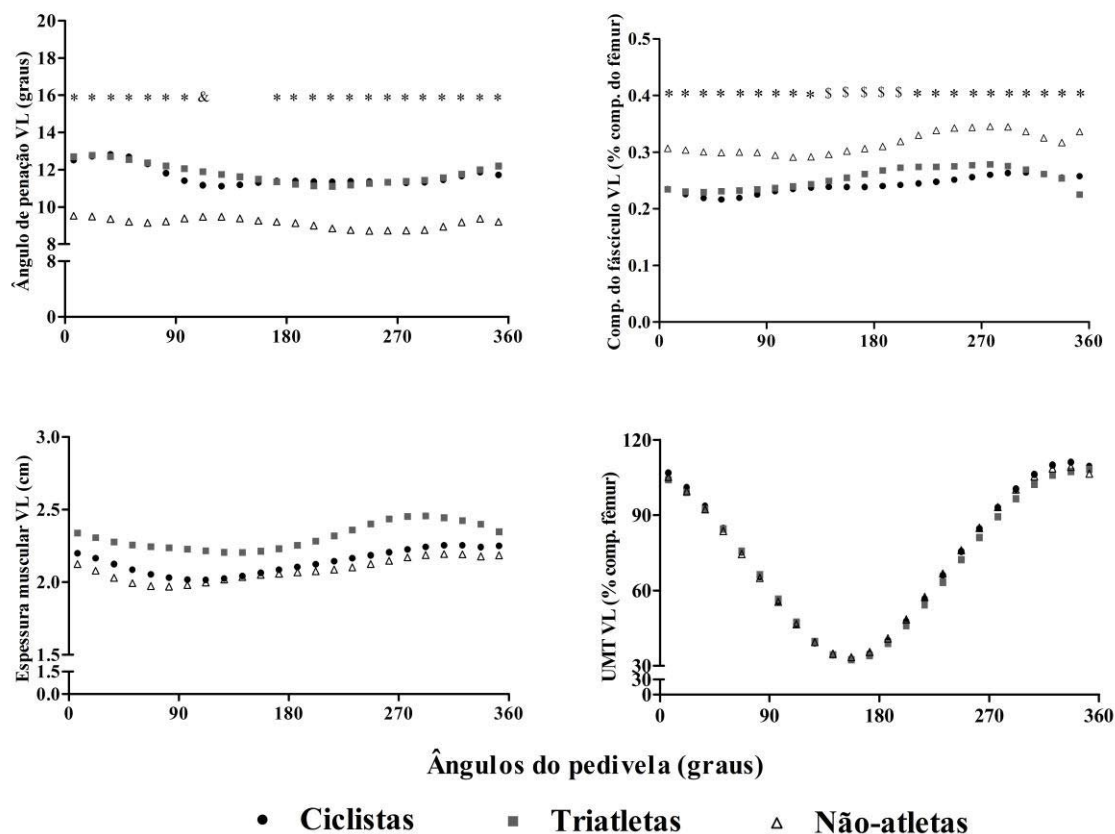 Ângulo de penação VL (graus)
20
18
16
14
12
10
8
8
0
* * * * * * * & * * * * * * * * * * * * *
0 90 180 270 360
Comp. do fáscículo VL (% comp. do fêmur)
0.5
0.4
0.3
0.2
0.1
0.0
* * * * * * * * * $ $ $ $ $ * * * * * * * * * *
0 90 180 270 360
Espessura muscular VL (cm)
3.0
2.5
2.0
1.5
1.5
0.0
0 90 180 270 360
UMT VL (% comp. fêmur)
120
90
60
30
30
0
0 90 180 270 360
Ângulos do pedivela (graus)
Ciclistas Triatletas Não-atletas